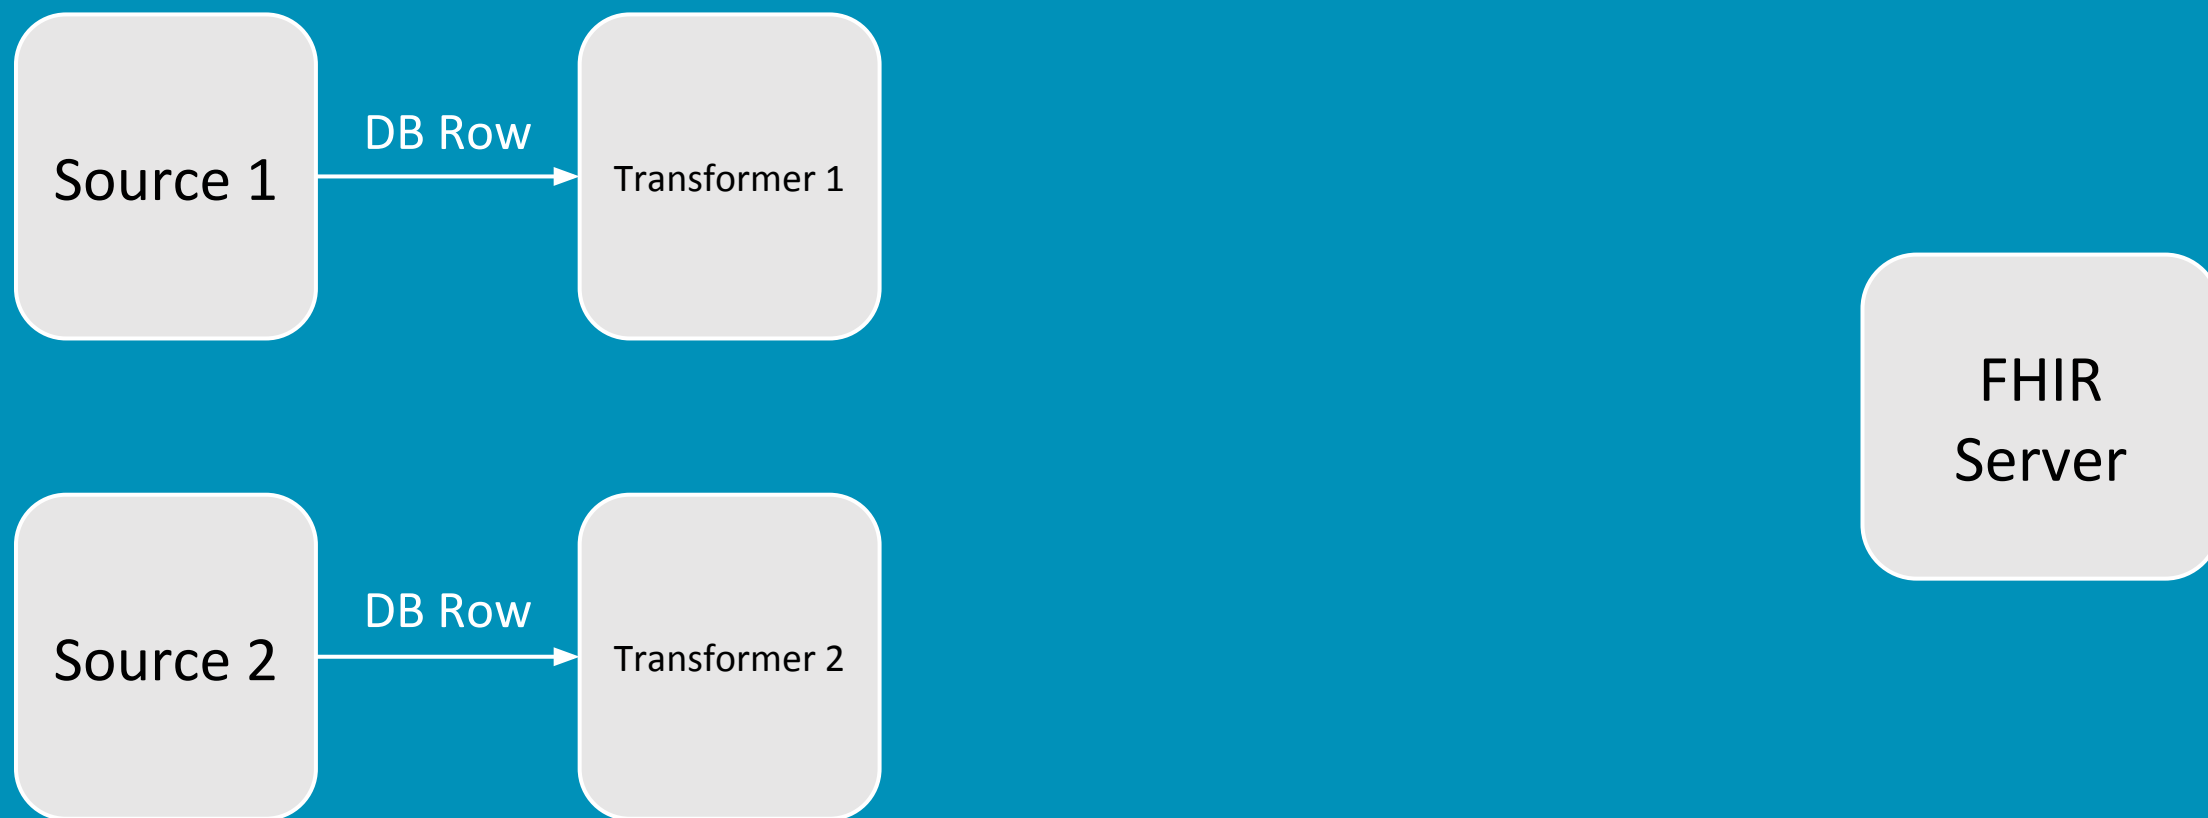 DB Row
Source 1
Transformer 1
FHIR
Server
DB Row
Source 2
Transformer 2